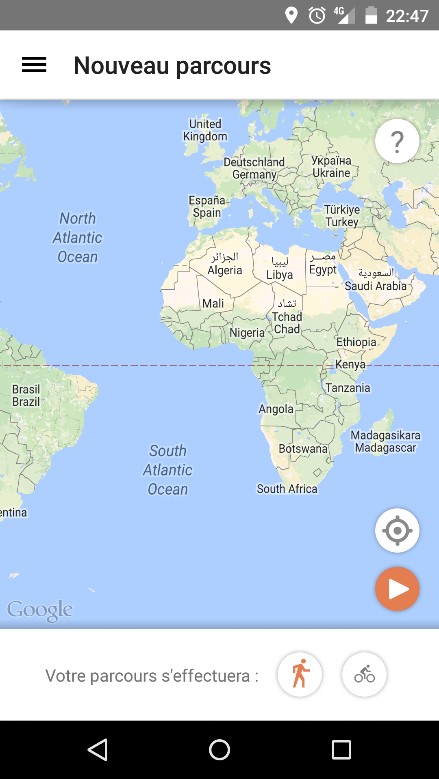 4G 22:47
Nouveau parcours
?
United
Kingdom
Deutschland
Germany
Україна
Ukraine
España
Spain
Türkiye
Turkey
North
Atlantic
Ocean
الجزائر
Algeria
ليبيا
Libya
مصر
Egypt
السعودية
Saudi Arabia
Mali
تشاد
Tchad
Chad
Nigeria
Ethiopia
Kenya
Brasil
Brazil
Tanzania
Angola
Madagasikara
Madagascar
Botswana
South
Atlantic
Ocean
South Africa
entina
Google
Votre parcours s'effectuera :